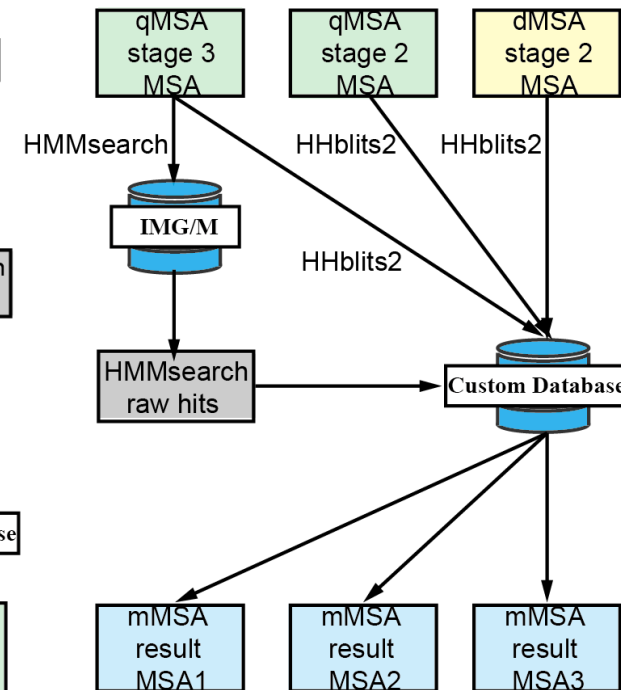 qMSA
stage 3
MSA
qMSA
stage 2
MSA
dMSA
stage 2
MSA
HMMsearch
HHblits2
HHblits2
IMG/M
HHblits2
HMMsearch
raw hits
Custom Database
mMSA
result
MSA1
mMSA
result
MSA2
mMSA
result
MSA3